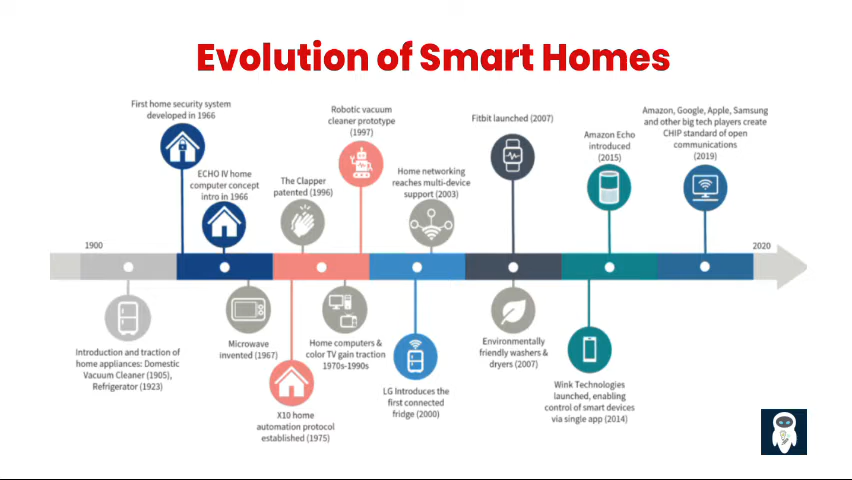 Evolution of Smart Homes
First home security system
developed in 1966
ECHO IV home
computer concept
intro in 1966
The Clapper
patented (1996)
Robotic vacuum
cleaner prototype
(1997)
Home networking
reaches multi-device
support (2003)
Fitbit launched (2007)
Amazon Echo
introduced
(2015)
Amazon, Google, Apple, Samsung
and other big tech players create
CHIP standard of open
communications
(2019)
1900
2020
Introduction and traction of
home appliances: Domestic
Vacuum Cleaner (1905),
Refrigerator (1923)
Microwave
invented (1967)
X10 home
automation protocol
established (1975)
Home computers &
color TV gain traction
1970s-1990s
LG Introduces the
first connected
fridge (2000)
Environmentally
friendly washers &
dryers (2007)
Wink Technologies
launched, enabling
control of smart devices
via single app (2014)